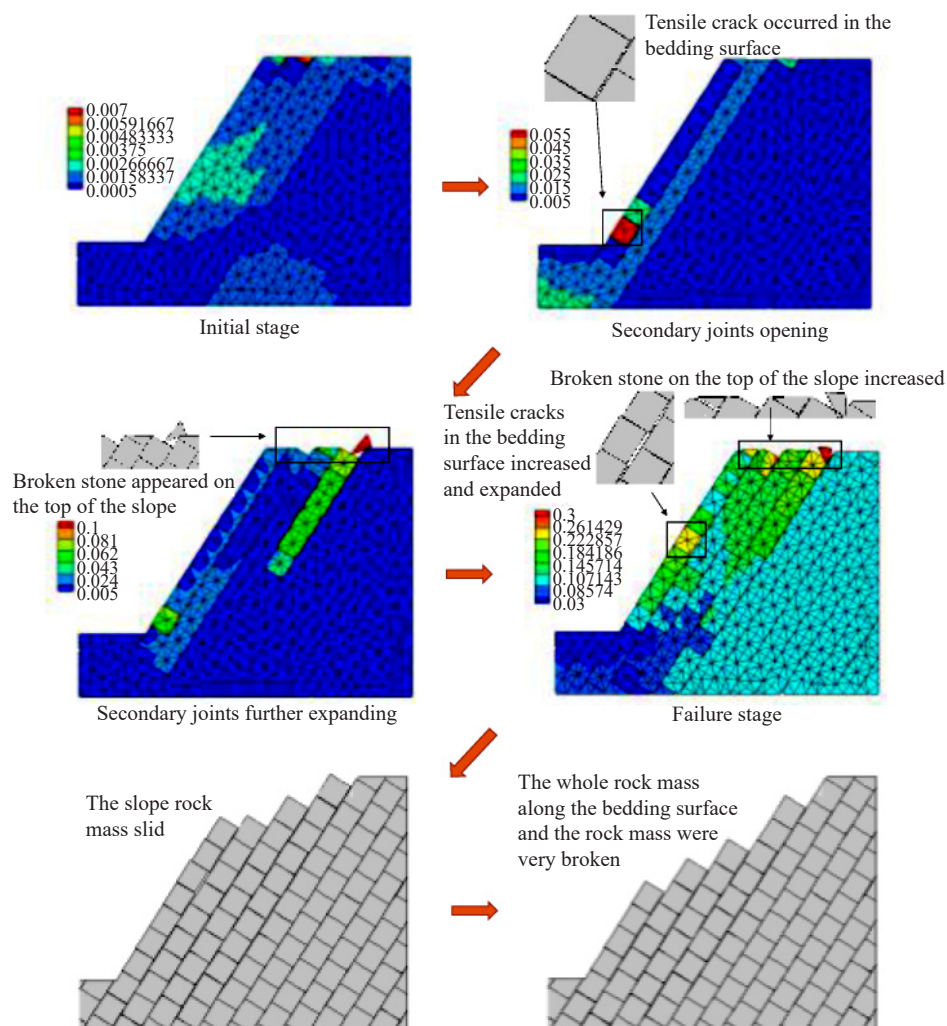 Tensile crack occurred in the
bedding surface
0.007
0.00591667
0.00483333
0.00375
0.00266667
0.00158337
0.0005
0.055
0.045
0.035
0.025
0.015
0.005
Initial stage
Secondary joints opening
Broken stone appeared on
the top of the slope
0.1
0.081
0.062
0.043
0.024
0.005
Tensile cracks
in the bedding
surface increased
and expanded
Broken stone on the top of the slope increased
0.3
0.261429
0.222857
0.184186
0.145714
0.107143
0.08574
0.03
Secondary joints further expanding
Failure stage
The slope rock
mass slid
The whole rock mass
along the bedding surface
and the rock mass were
very broken